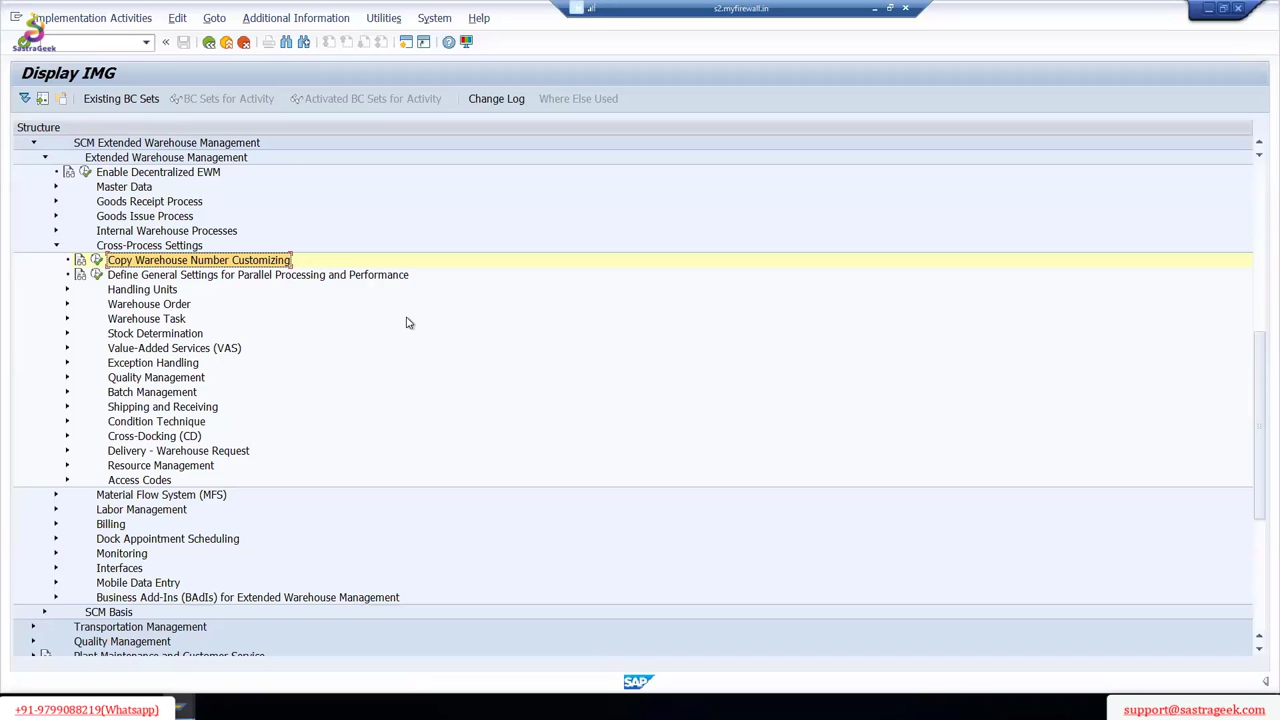 Implementation Activities Edit Goto Additional Information Utilities System Help
s2.myfirewall.in
SASTRAGEEK
Display IMG
Existing BC Sets BC Sets for Activity Activated BC Sets for Activity Change Log Where Else Used
Structure
SCM Extended Warehouse Management
Extended Warehouse Management
Enable Decentralized EWM
Master Data
Goods Receipt Process
Goods Issue Process
Internal Warehouse Processes
Cross-Process Settings
Copy Warehouse Number Customizing
Define General Settings for Parallel Processing and Performance
Handling Units
Warehouse Order
Warehouse Task
Stock Determination
Value-Added Services (VAS)
Exception Handling
Quality Management
Batch Management
Shipping and Receiving
Condition Technique
Cross-Docking (CD)
Delivery - Warehouse Request
Resource Management
Access Codes
Material Flow System (MFS)
Labor Management
Billing
Dock Appointment Scheduling
Monitoring
Interfaces
Mobile Data Entry
Business Add-Ins (BAdIs) for Extended Warehouse Management
SCM Basis
Transportation Management
Quality Management
Plant Maintenance and Customer Service
SAP
+91-9799088219(Whatsapp)
support@sastrageek.com